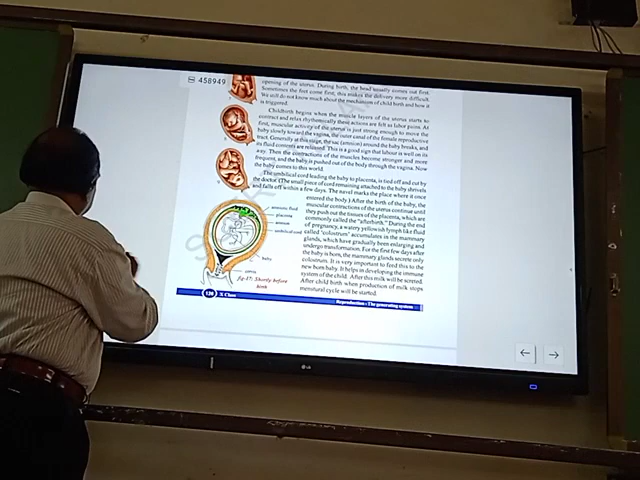 458949
opening of the uterus. During birth, the head usually comes out first.
Sometimes the feet come first, this makes the delivery more difficult.
We still do not know much about the mechanism of child birth and how it
is triggered.
Childbirth begins when the muscle layers of the uterus starts to
contract and relax rhythemically these actions are felt as labor pains. At
first, muscular activity of the uterus is just strong enough to move the
baby slowly toward the vagina, the outer canal of the female reproductive
tract. Generally at this stage, the sac (amnion) around the baby breaks, and
its fluid contents are released. This is a good sign that labour is well on its
way. Then the contractions of the muscles become stronger and more
frequent, and the baby is pushed out of the body through the vagina. Now
the baby comes to this world.
The umbilical cord leading the baby to placenta, is tied off and cut by
the doctor. (The small piece of cord remaining attached to the baby shrivels
and falls off within a few days. The navel marks the place where it once
entered the body.) After the birth of the baby, the
muscular contractions of the uterus continue until
they push out the tissues of the placenta, which are
commonly called the "afterbirth." During the end
of pregnancy, a watery yellowish lymph like fluid
called "colostrum" accumulates in the mammary
glands, which have gradually been enlarging and
undergo transformation. For the first few days after
the baby is born, the mammary glands secrete only
colostrum. It is very important to feed this to the
new born baby. It helps in developing the immune
system of the child. After this milk will be screted.
After child birth when production of milk stops
menstural cycle will be started.
amniotic fluid
placenta
amnion
umbilical cord
baby
cervix
fig-17: Shortly before
birth
X Class
Reproduction - The generating system
LG